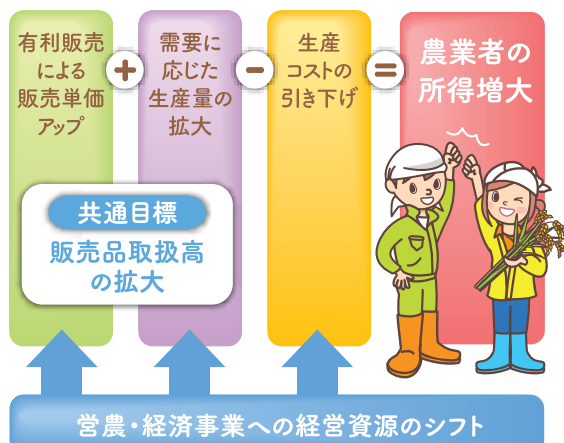 有利販売
による
販売単価
アップ
+
需要に
応じた
生産量の
拡大
−
生産
コストの
引き下げ
=
農業者の
所得増大
共通目標
販売品取扱高
の拡大
営農・経済事業への経営資源のシフト